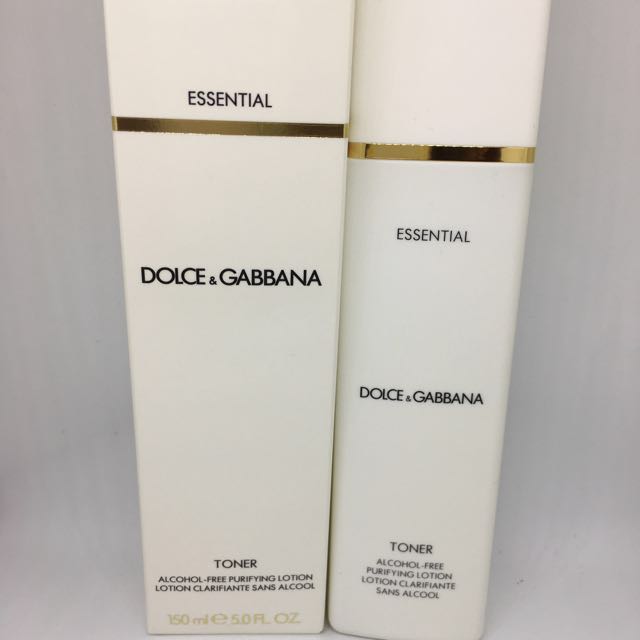 ESSENTIAL
DOLCE & GABBANA
TONER
ALCOHOL-FREE PURIFYING LOTION
LOTION CLARIFIANTE SANS ALCOOL
150 ml ℮ 5.0 FL. OZ.
ESSENTIAL
DOLCE & GABBANA
TONER
ALCOHOL-FREE
PURIFYING LOTION
LOTION CLARIFIANTE
SANS ALCOOL